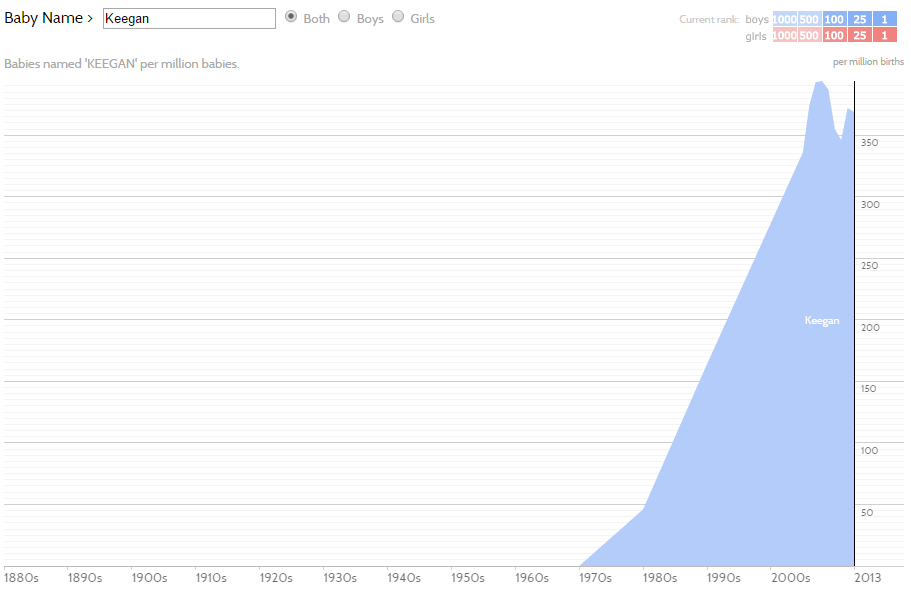 Baby Name > Keegan Both Boys Girls Current rank: boys 1000 500 100 25 1
girls 1000 500 100 25 1
Babies named 'KEEGAN' per million babies. per million births
350
300
250
Keegan
200
150
100
50
1880s 1890s 1900s 1910s 1920s 1930s 1940s 1950s 1960s 1970s 1980s 1990s 2000s 2013